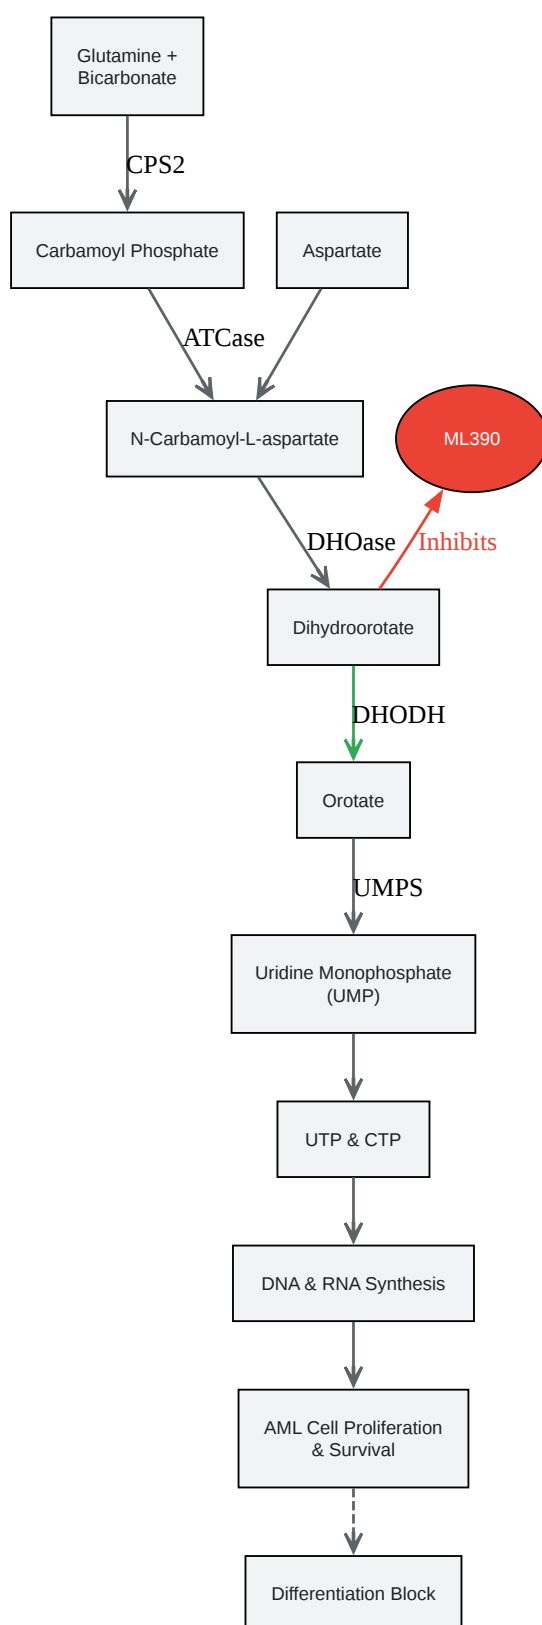 Glutamine +
Bicarbonate
CPS2
Carbamoyl Phosphate
Aspartate
ATCase
N-Carbamoyl-L-aspartate
ML390
DHOase
Inhibits
Dihydroorotate
DHODH
Orotate
UMPS
Uridine Monophosphate
(UMP)
UTP & CTP
DNA & RNA Synthesis
AML Cell Proliferation
& Survival
Differentiation Block